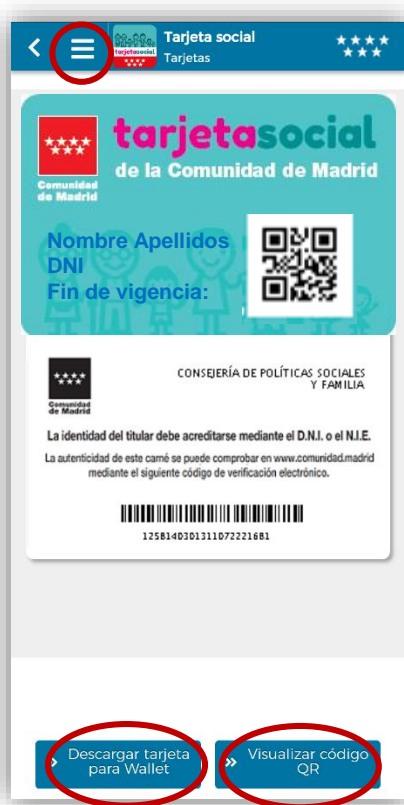 Tarjeta social
Tarjetas
tarjetasocial
tarjetasocial
de la Comunidad de Madrid
Comunidad
de Madrid
Nombre Apellidos
DNI
Fin de vigencia:
CONSEJERÍA DE POLÍTICAS SOCIALES
Y FAMILIA
Comunidad
de Madrid
La identidad del titular debe acreditarse mediante el D.N.I. o el N.I.E.
La autenticidad de este carné se puede comprobar en www.comunidad.madrid
mediante el siguiente código de verificación electrónico.
125814D3D1311D72221681
Descargar tarjeta
para Wallet
Visualizar código
QR